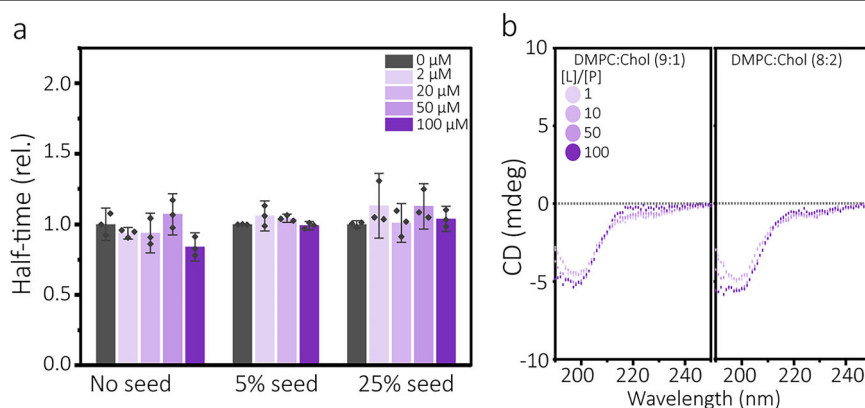 a
2.0
1.5
1.0
0.5
0.0
Half-time (rel.)
0 µM
2 µM
20 µM
50 µM
100 µM
No seed
5% seed
25% seed
b
10
5
0
-5
-10
CD (mdeg)
DMPC:Chol (9:1)
[L]/[P]
1
10
50
100
DMPC:Chol (8:2)
200 220 240
200 220 240
Wavelength (nm)